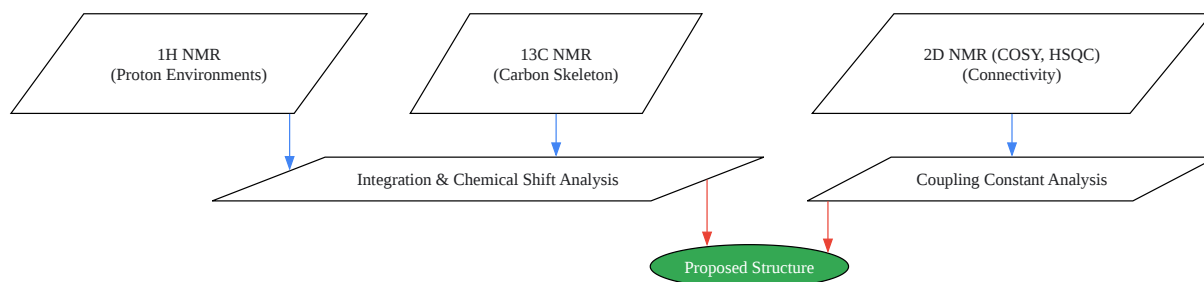 1H NMR
(Proton Environments)
13C NMR
(Carbon Skeleton)
2D NMR (COSY, HSQC)
(Connectivity)
Integration & Chemical Shift Analysis
Coupling Constant Analysis
Proposed Structure